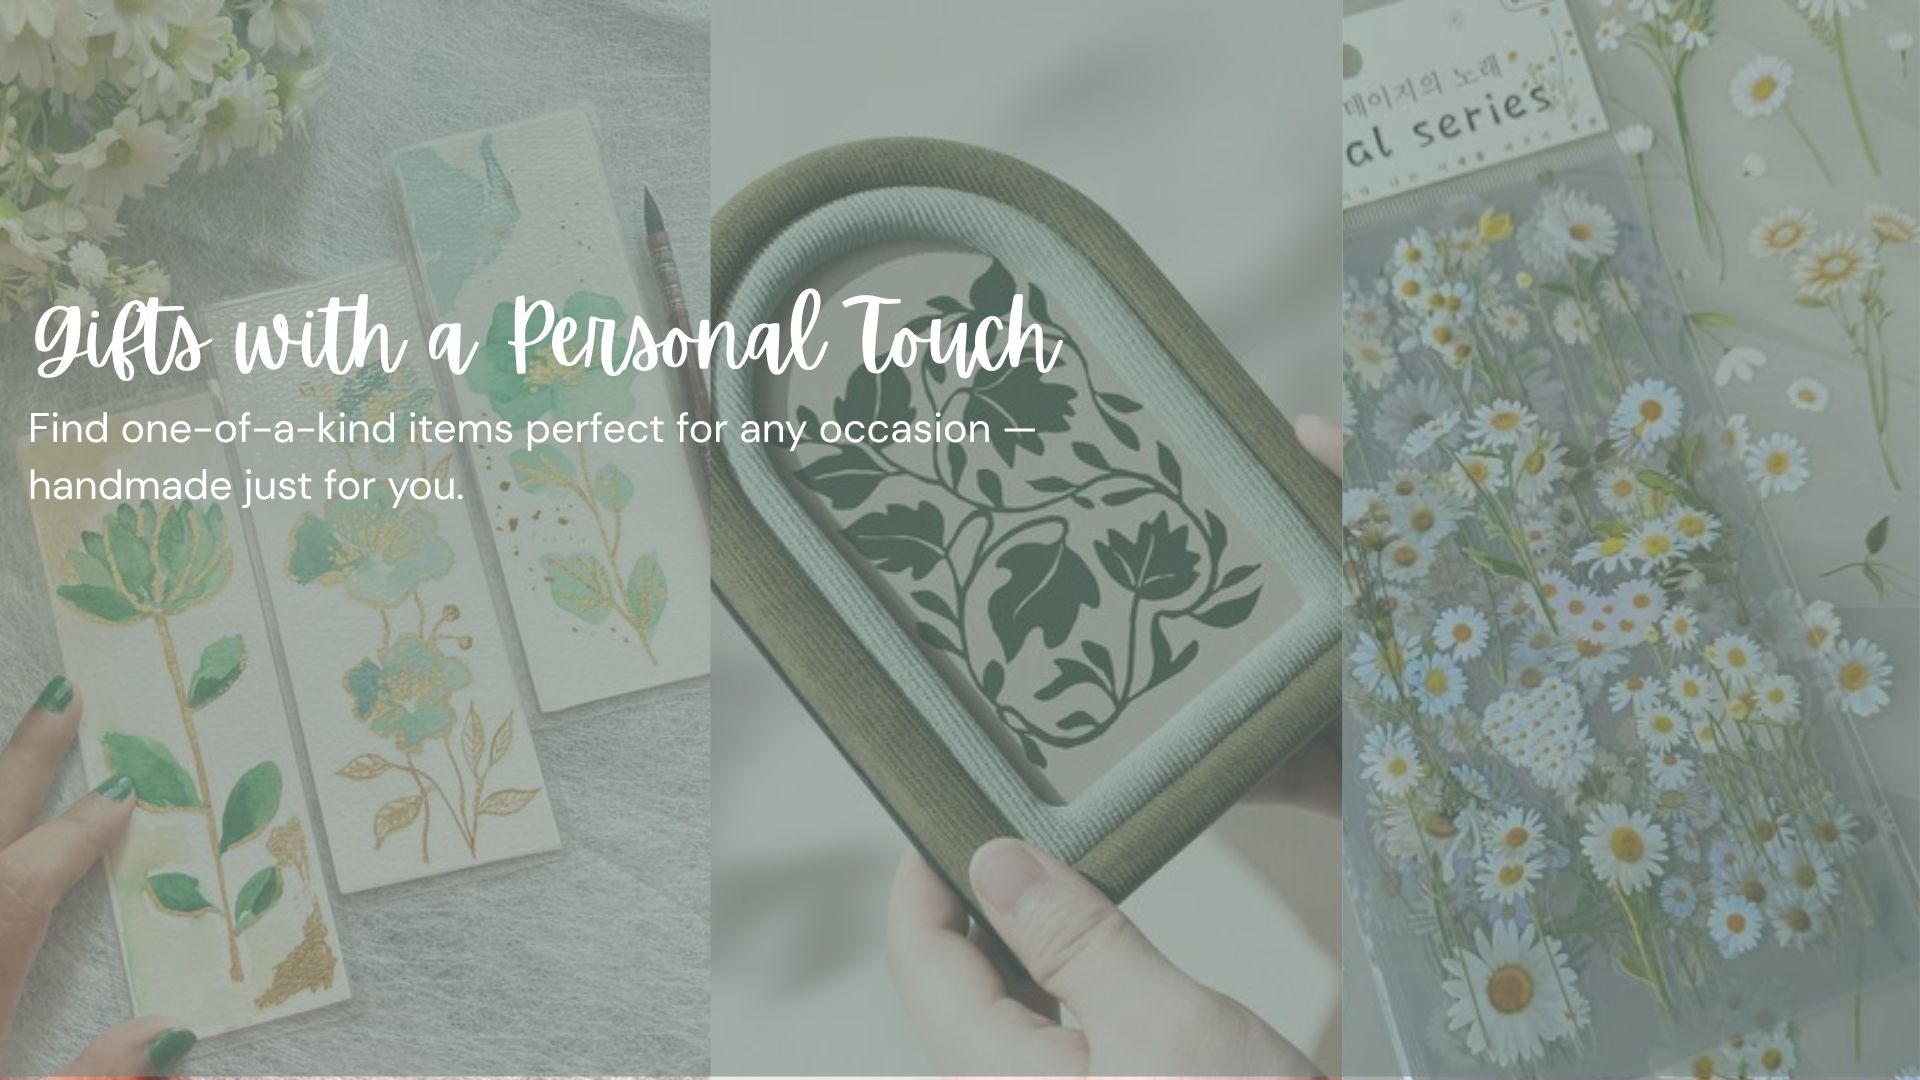 Gifts with a Personal Touch
Find one-of-a-kind items perfect for any occasion —
handmade just for you.
데이지의 노래
al series